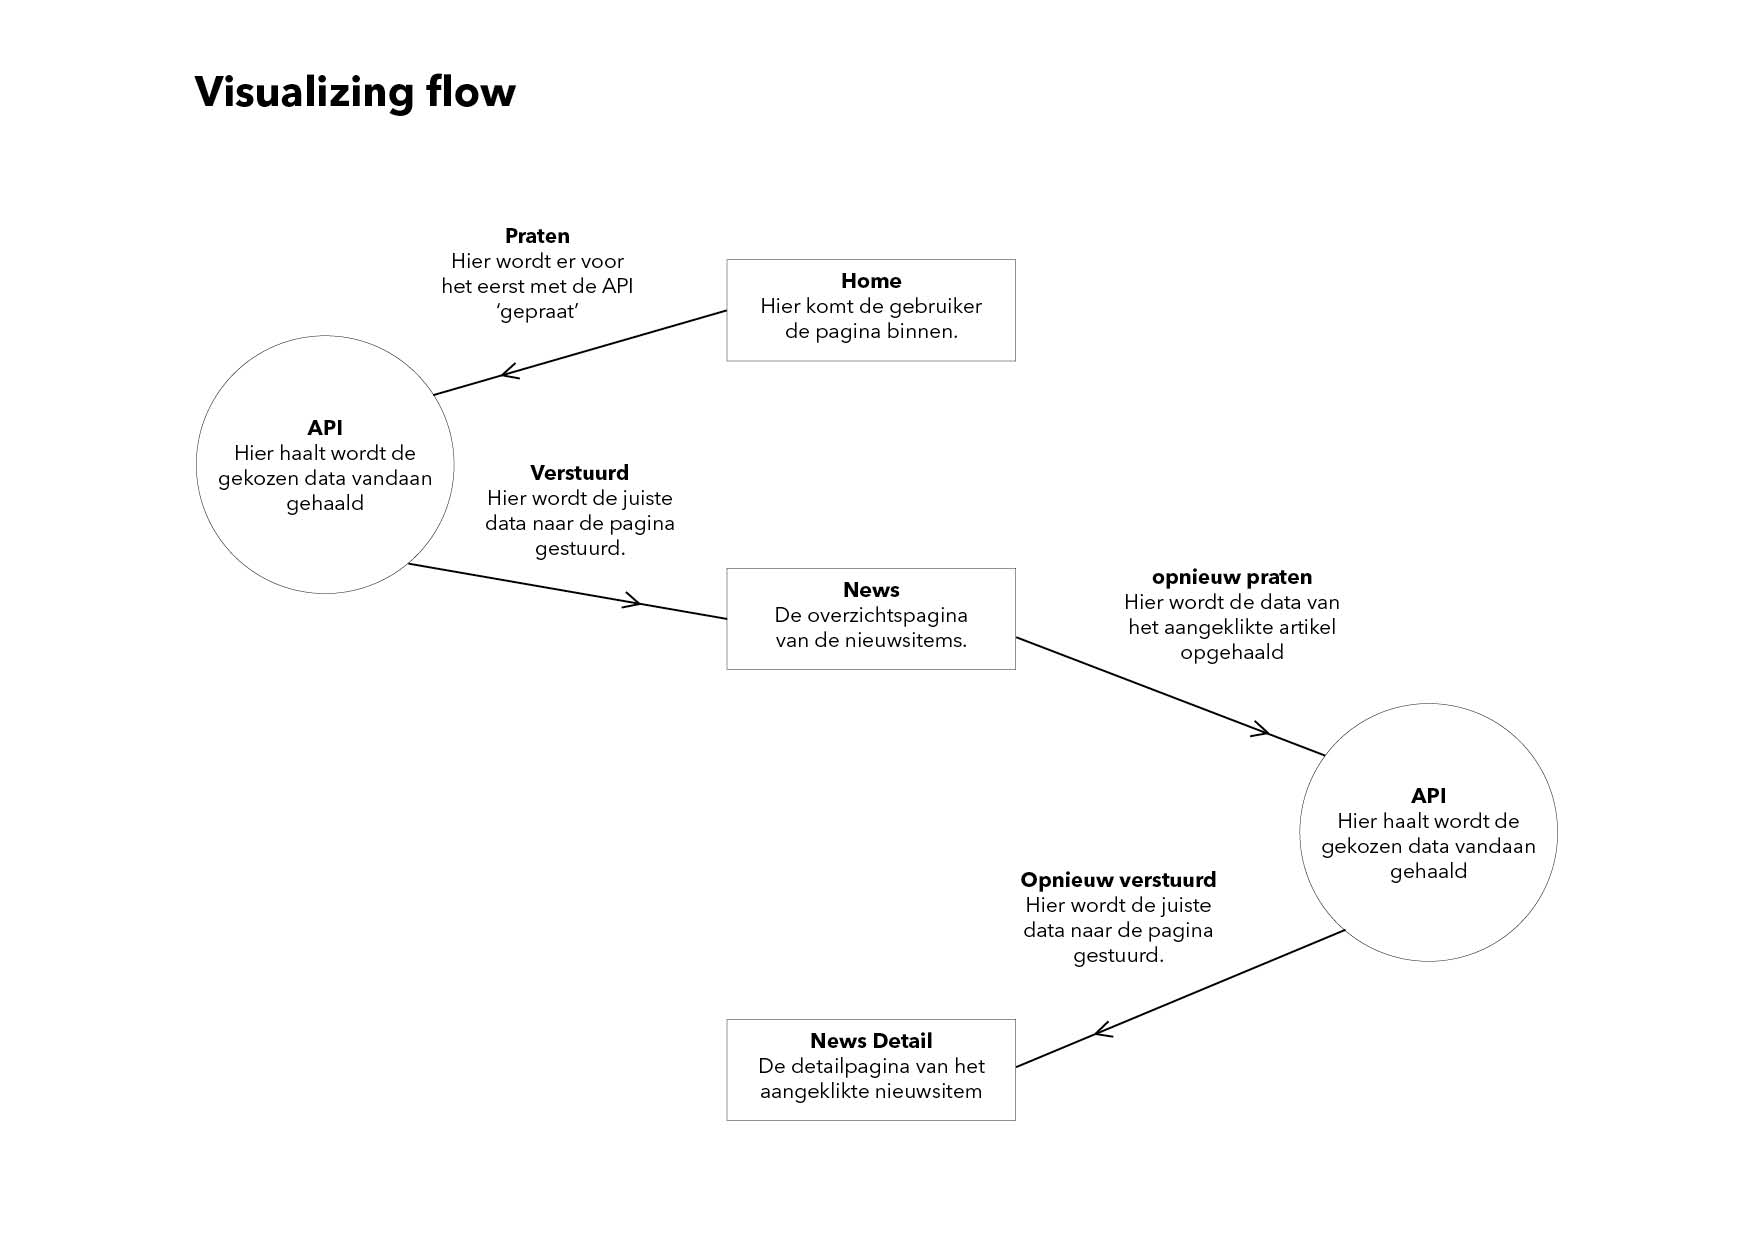 Visualizing flow
Praten
Hier wordt er voor
het eerst met de API
‘gepraat’
Home
Hier komt de gebruiker
de pagina binnen.
API
Hier haalt wordt de
gekozen data vandaan
gehaald
Verstuurd
Hier wordt de juiste
data naar de pagina
gestuurd.
News
De overzichtspagina
van de nieuwsitems.
opnieuw praten
Hier wordt de data van
het aangeklikte artikel
opgehaald
API
Hier haalt wordt de
gekozen data vandaan
gehaald
Opnieuw verstuurd
Hier wordt de juiste
data naar de pagina
gestuurd.
News Detail
De detailpagina van het
aangeklikte nieuwsitem